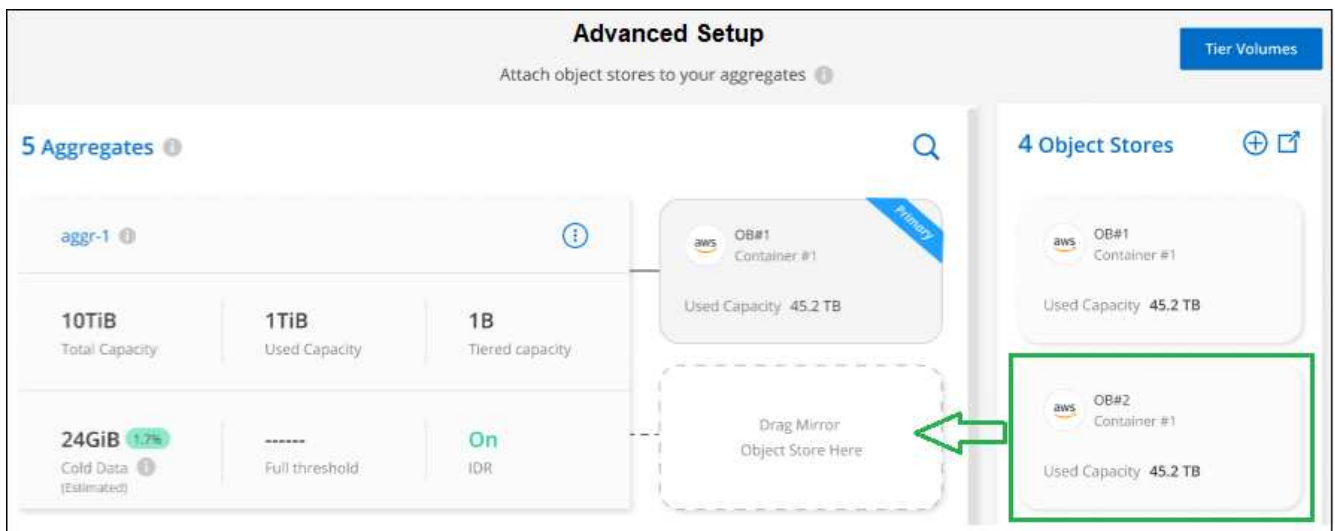 Advanced Setup
Tier Volumes
Attach object stores to your aggregates
5 Aggregates
4 Object Stores
aggr-1
aws
OB#1
Container #1
Primary
Used Capacity 45.2 TB
10TiB
Total Capacity
1TiB
Used Capacity
1B
Tiered capacity
24GiB 1.7%
Cold Data
(Estimated)
------
Full threshold
On
IDR
Drag Mirror
Object Store Here
aws
OB#1
Container #1
Used Capacity 45.2 TB
aws
OB#2
Container #1
Used Capacity 45.2 TB